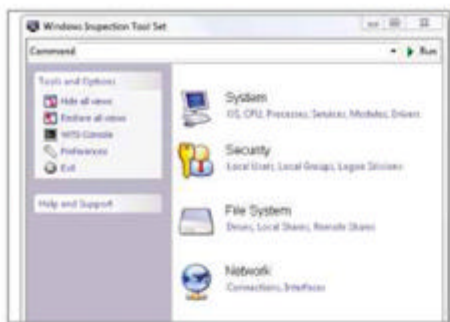 Windows Inspection Tool Set
Command
Run
Tools and Options
Hide all views
Restore all views
WITS Console
Preferences
Exit
Help and Support
System
OS, CPU, Processes, Services, Modules, Drivers
Security
Local Users, Local Groups, Logon Sessions
File System
Drives, Local Shares, Remote Shares
Network
Connections, Interfaces